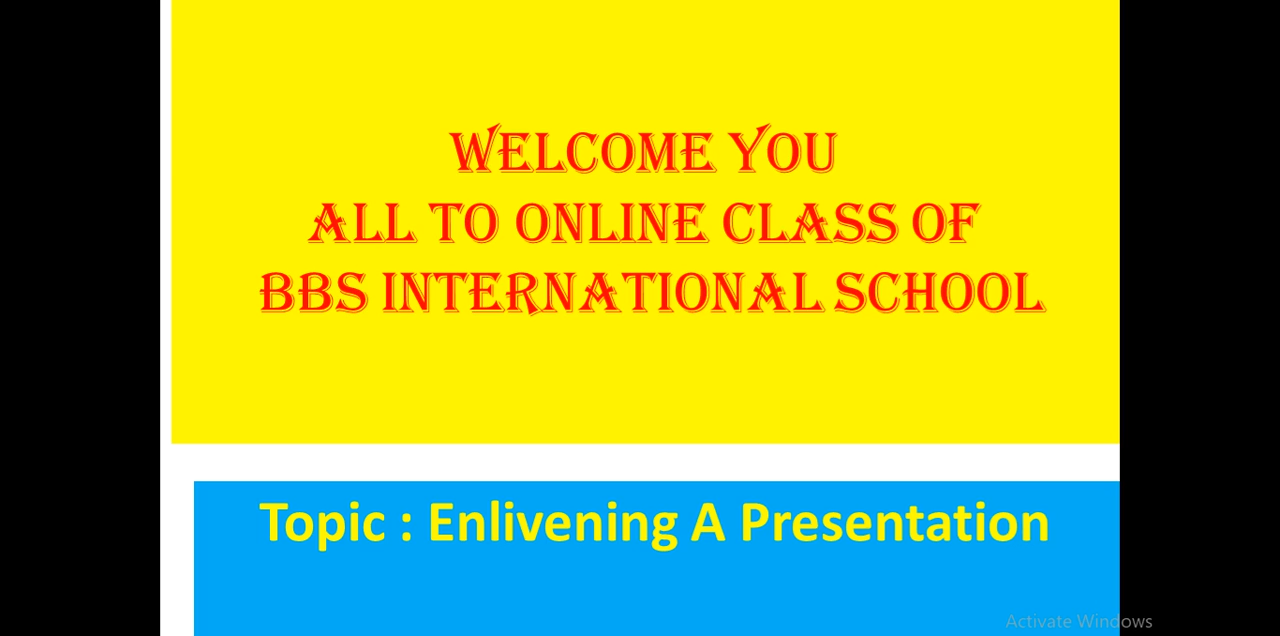 WELCOME YOU
ALL TO ONLINE CLASS OF
BBS INTERNATIONAL SCHOOL
Topic : Enlivening A Presentation
Activate Windows